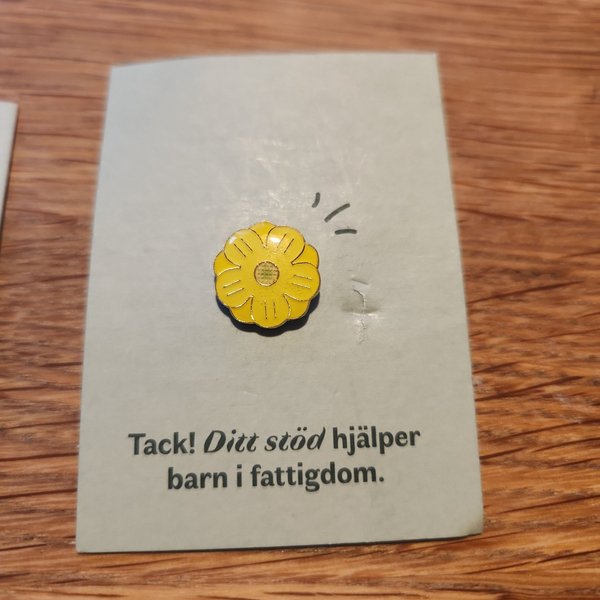 Tack! Ditt stöd hjälper
barn i fattigdom.